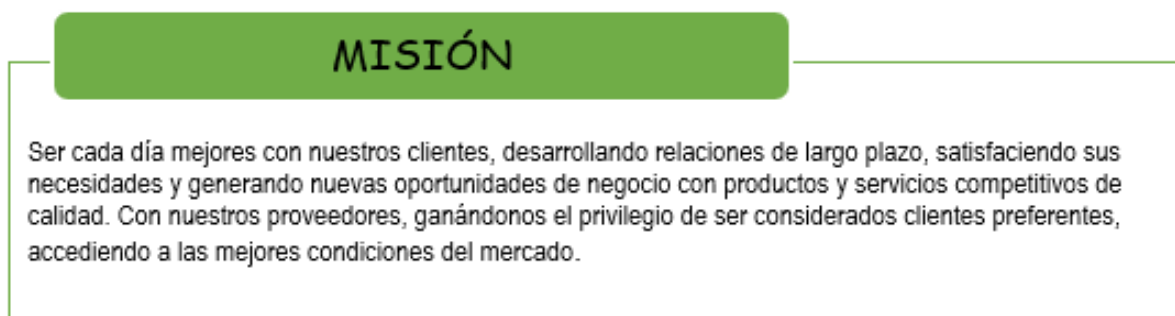 MISIÓN
Ser cada día mejores con nuestros clientes, desarrollando relaciones de largo plazo, satisfaciendo sus
necesidades y generando nuevas oportunidades de negocio con productos y servicios competitivos de
calidad. Con nuestros proveedores, ganándonos el privilegio de ser considerados clientes preferentes,
accediendo a las mejores condiciones del mercado.